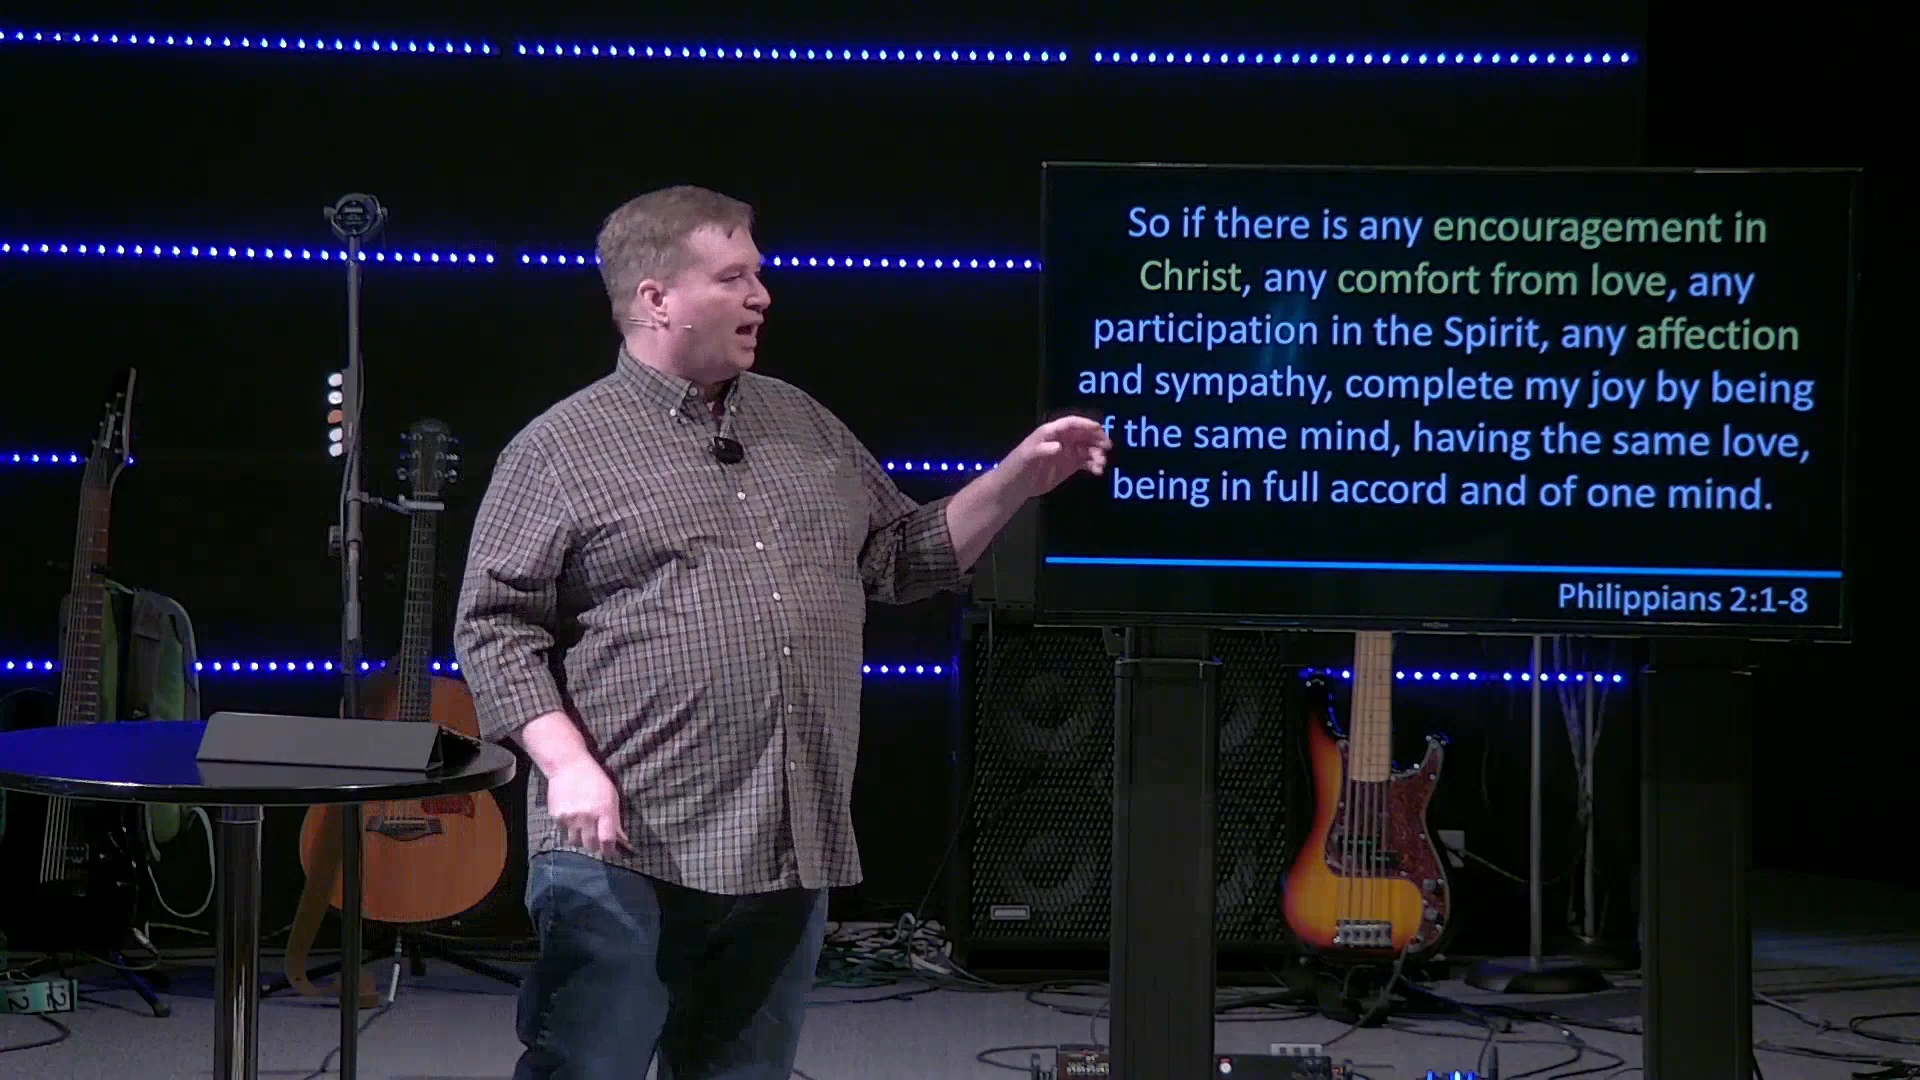 So if there is any encouragement in
Christ, any comfort from love, any
participation in the Spirit, any affection
and sympathy, complete my joy by being
f the same mind, having the same love,
being in full accord and of one mind.
Philippians 2:1-8